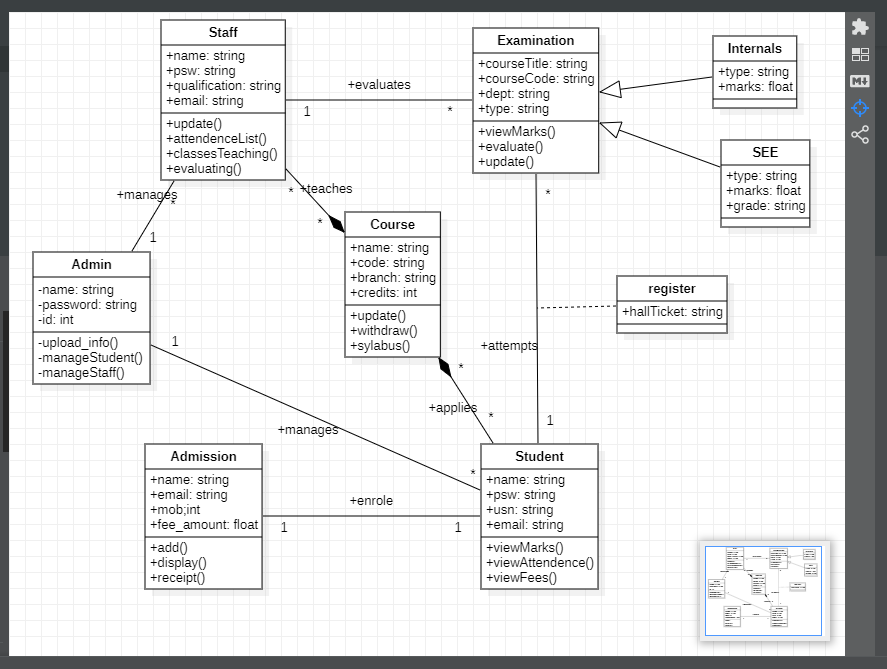 Staff
+name: string
+psw: string
+qualification: string
+email: string
+update()
+attendenceList()
+classesTeaching()
+evaluating()
+evaluates
1
*
Examination
+courseTitle: string
+courseCode: string
+dept: string
+type: string
+viewMarks()
+evaluate()
+update()
Internals
+type: string
+marks: float
SEE
+type: string
+marks: float
+grade: string
+manages
*
1
* +teaches
*
Course
+name: string
+code: string
+branch: string
+credits: int
+update()
+withdraw()
+sylabus()
Admin
-name: string
-password: string
-id: int
-upload_info()
-manageStudent()
-manageStaff()
*
register
+hallTicket: string
+attempts
1
1
+manages
*
*
+applies
*
Admission
+name: string
+email: string
+mob;int
+fee_amount: float
+add()
+display()
+receipt()
+enrole
1
1
Student
+name: string
+psw: string
+usn: string
+email: string
+viewMarks()
+viewAttendence()
+viewFees()
M